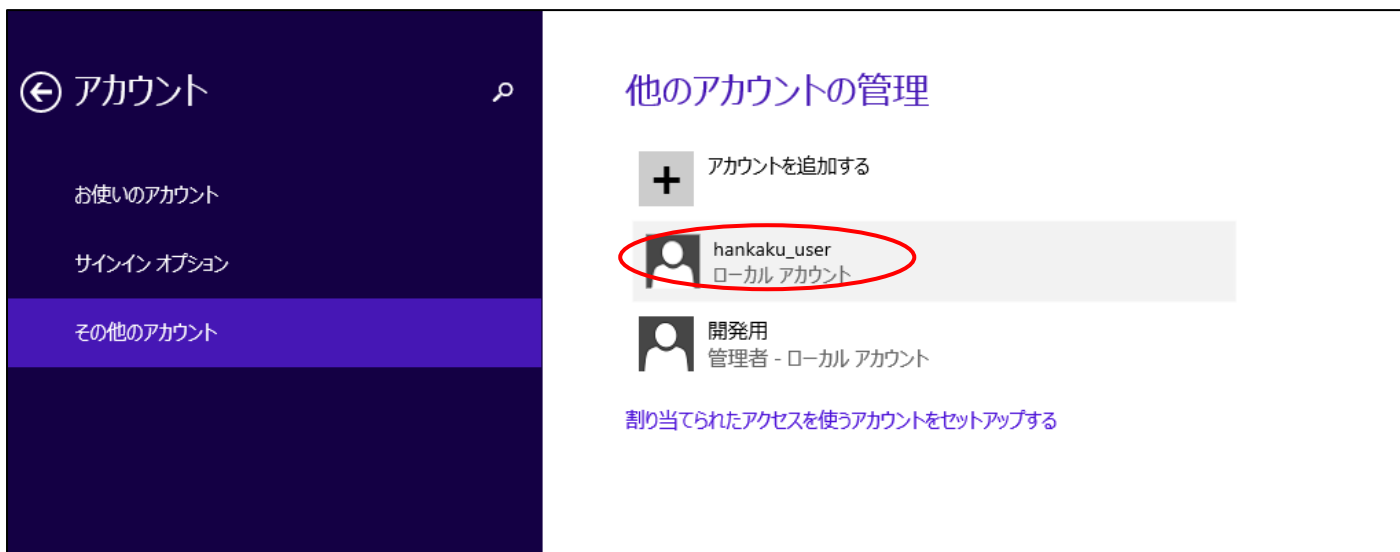 アカウント
お使いのアカウント
サインイン オプション
その他のアカウント
他のアカウントの管理
アカウントを追加する
hankaku_user
ローカル アカウント
開発用
管理者 - ローカル アカウント
割り当てられたアクセスを使うアカウントをセットアップする